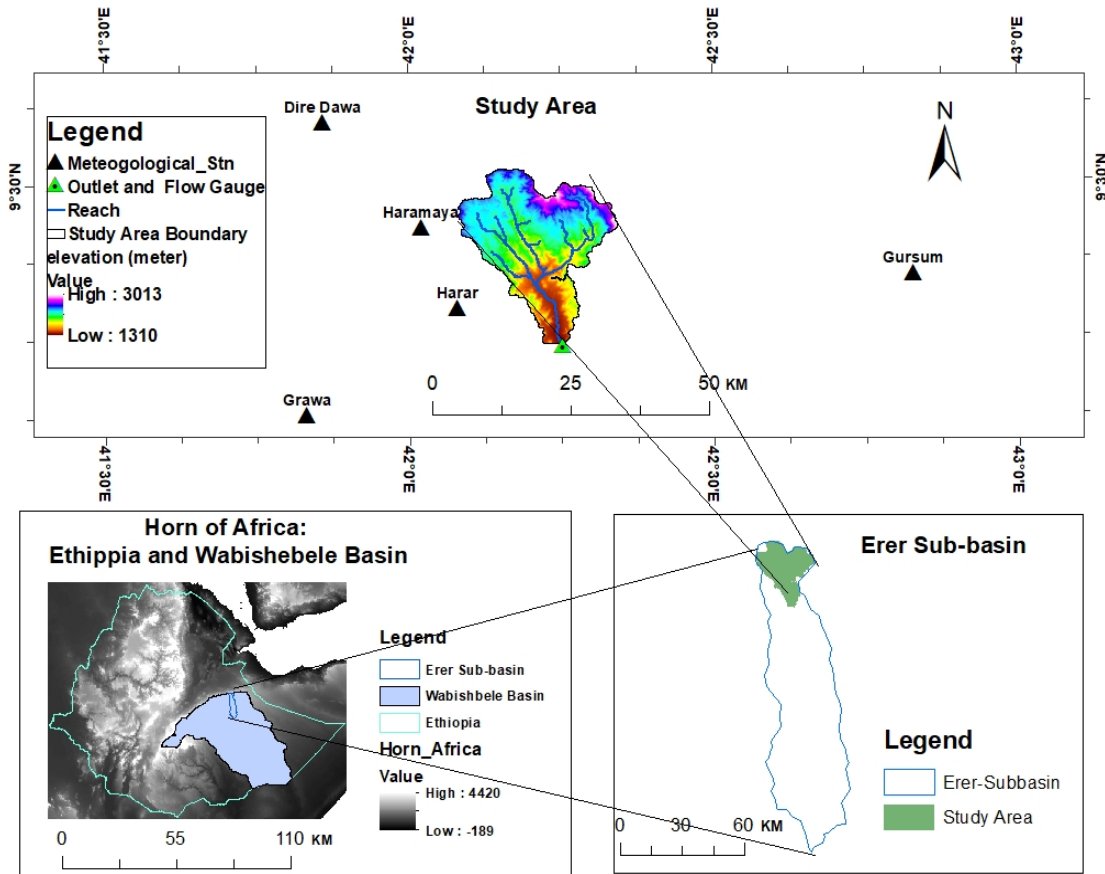 41°30'E
42°0'E
42°30'E
43°0'E
Study Area
N
Dire Dawa
Legend
Meteogological_Stn
Outlet and Flow Gauge
Reach
Study Area Boundary
elevation (meter)
Value
High : 3013
Low : 1310
9°30'N
9°30'N
Haramaya
Harar
Gursum
Grawa
0 25 50 KM
41°30'E
42°0'E
42°30'E
43°0'E
Horn of Africa:
Ethippia and Wabishebele Basin
Legend
Erer Sub-basin
Wabishbele Basin
Ethiopia
Horn_Africa
Value
High : 4420
Low : -189
0 55 110 KM
Erer Sub-basin
Legend
Erer-Subbasin
Study Area
0 30 60 KM